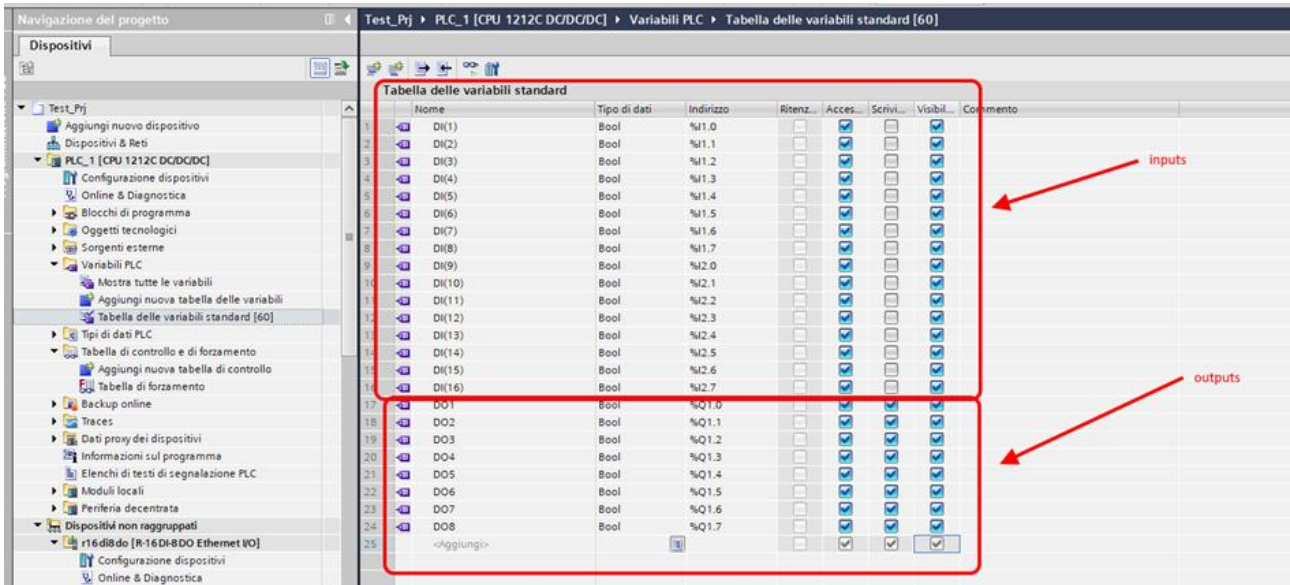 Navigazione del progetto
Test_Prj ▸ PLC_1 [CPU 1212C DC/DC/DC] ▸ Variabili PLC ▸ Tabella delle variabili standard [60]
Dispositivi
Test_Prj
Aggiungi nuovo dispositivo
Dispositivi & Reti
PLC_1 [CPU 1212C DC/DC/DC]
Configurazione dispositivi
Online & Diagnostica
Blocchi di programma
Oggetti tecnologici
Sorgenti esterne
Variabili PLC
Mostra tutte le variabili
Aggiungi nuova tabella delle variabili
Tabella delle variabili standard [60]
Tipi di dati PLC
Tabella di controllo e di forzamento
Aggiungi nuova tabella di controllo
Tabella di forzamento
Backup online
Traces
Dati proxy dei dispositivi
Informazioni sul programma
Elenchi di testi di segnalazione PLC
Moduli locali
Periferia decentrata
Dispositivi non raggruppati
r16di8do [R-16DI-8DO Ethernet I/O]
Configurazione dispositivi
Online & Diagnostica
Tabella delle variabili standard
Nome Tipo di dati Indirizzo Ritenz... Acces... Scrivi... Visibil... Commento
1 DI(1) Bool %I1.0
2 DI(2) Bool %I1.1
3 DI(3) Bool %I1.2
4 DI(4) Bool %I1.3
5 DI(5) Bool %I1.4
6 DI(6) Bool %I1.5
7 DI(7) Bool %I1.6
8 DI(8) Bool %I1.7
9 DI(9) Bool %I2.0
10 DI(10) Bool %I2.1
11 DI(11) Bool %I2.2
12 DI(12) Bool %I2.3
13 DI(13) Bool %I2.4
14 DI(14) Bool %I2.5
15 DI(15) Bool %I2.6
16 DI(16) Bool %I2.7
17 DO1 Bool %Q1.0
18 DO2 Bool %Q1.1
19 DO3 Bool %Q1.2
20 DO4 Bool %Q1.3
21 DO5 Bool %Q1.4
22 DO6 Bool %Q1.5
23 DO7 Bool %Q1.6
24 DO8 Bool %Q1.7
25 <Aggiungi>
inputs
outputs